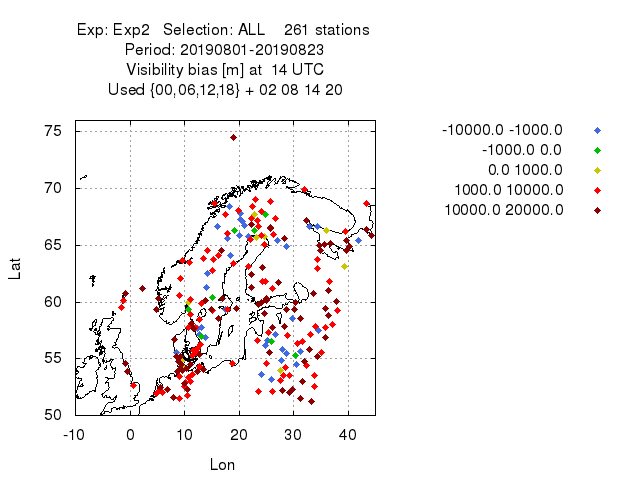 Exp: Exp2 Selection: ALL 261 stations
Period: 20190801-20190823
Visibility bias [m] at 14 UTC
Used {00,06,12,18} + 02 08 14 20
-10000.0 -1000.0
-1000.0 0.0
0.0 1000.0
1000.0 10000.0
10000.0 20000.0
75
70
65
60
55
50
Lat
-10 0 10 20 30 40
Lon